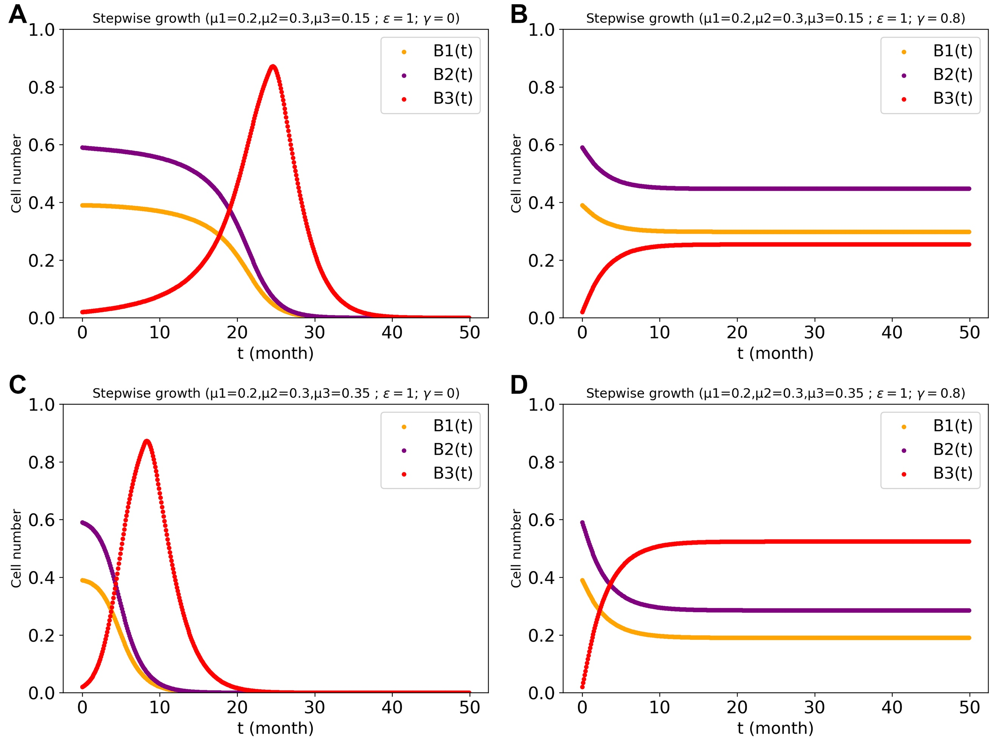 A
Stepwise growth (μ1=0.2,μ2=0.3,μ3=0.15 ; ε = 1; γ = 0)
1.0
0.8
0.6
0.4
0.2
0.0
Cell number
B1(t)
B2(t)
B3(t)
0 10 20 30 40 50
t (month)
B
Stepwise growth (μ1=0.2,μ2=0.3,μ3=0.15 ; ε = 1; γ = 0.8)
1.0
0.8
0.6
0.4
0.2
0.0
Cell number
B1(t)
B2(t)
B3(t)
0 10 20 30 40 50
t (month)
C
Stepwise growth (μ1=0.2,μ2=0.3,μ3=0.35 ; ε = 1; γ = 0)
1.0
0.8
0.6
0.4
0.2
0.0
Cell number
B1(t)
B2(t)
B3(t)
0 10 20 30 40 50
t (month)
D
Stepwise growth (μ1=0.2,μ2=0.3,μ3=0.35 ; ε = 1; γ = 0.8)
1.0
0.8
0.6
0.4
0.2
0.0
Cell number
B1(t)
B2(t)
B3(t)
0 10 20 30 40 50
t (month)